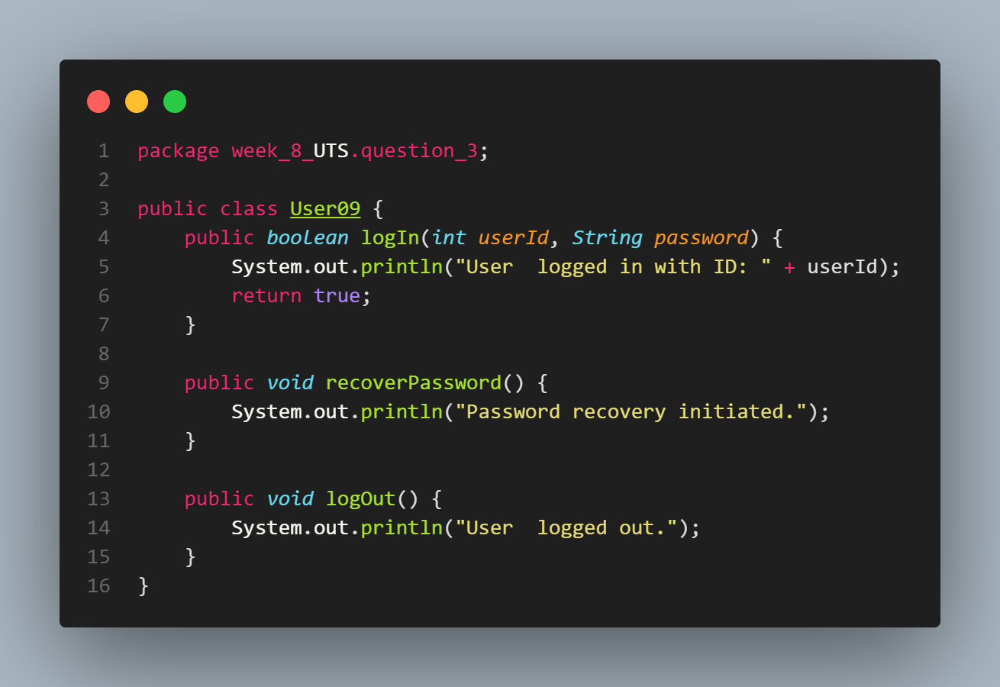 1 package week_8_UTS.question_3;
2
3 public class User09 {
4     public boolean logIn(int userId, String password) {
5         System.out.println("User  logged in with ID: " + userId);
6         return true;
7     }
8
9     public void recoverPassword() {
10         System.out.println("Password recovery initiated.");
11     }
12
13     public void logOut() {
14         System.out.println("User  logged out.");
15     }
16 }